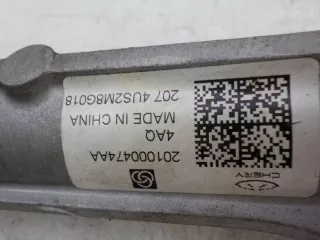 CHERY
201000474AA
4AQ
MADE IN CHINA
207 4US2M8G018